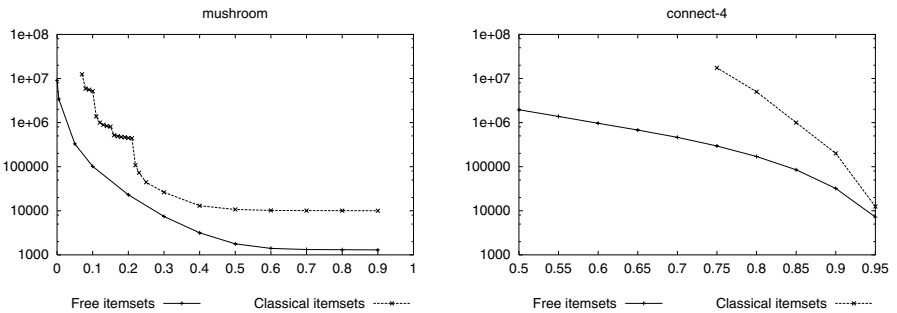 mushroom
1e+08
1e+07
1e+06
100000
10000
1000
0 0.1 0.2 0.3 0.4 0.5 0.6 0.7 0.8 0.9 1
Free itemsets Classical itemsets
connect-4
1e+08
1e+07
1e+06
100000
10000
1000
0.5 0.55 0.6 0.65 0.7 0.75 0.8 0.85 0.9 0.95
Free itemsets Classical itemsets